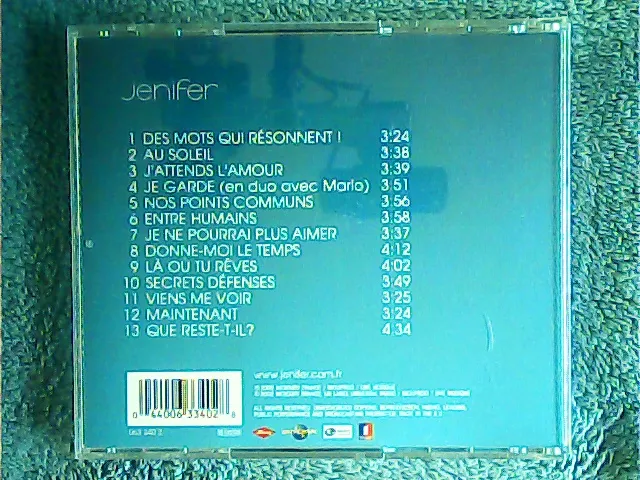 Jenifer
1 DES MOTS QUI RÉSONNENT ! 3:24
2 AU SOLEIL 3:38
3 J'ATTENDS L'AMOUR 3:39
4 JE GARDE (en duo avec Mario) 3:51
5 NOS POINTS COMMUNS 3:56
6 ENTRE HUMAINS 3:58
7 JE NE POURRAI PLUS AIMER 3:37
8 DONNE-MOI LE TEMPS 4:12
9 LÀ OÙ TU RÊVES 4:02
10 SECRETS DÉFENSES 3:49
11 VIENS ME VOIR 3:25
12 MAINTENANT 3:24
13 QUE RESTE-T-IL? 4:34
www.jenifer.com.fr
0 44006 33402 8